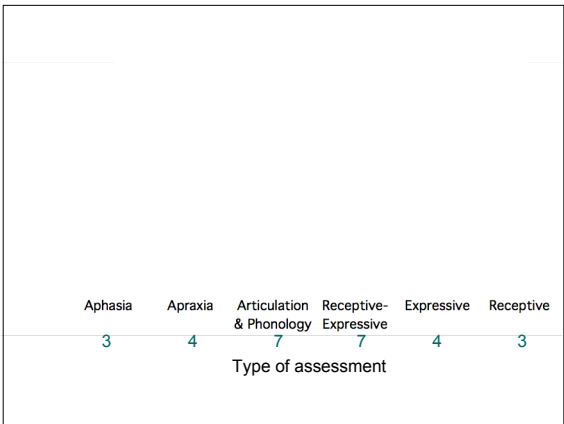 Aphasia Apraxia Articulation Receptive- Expressive Receptive
& Phonology Expressive
3 4 7 7 4 3
Type of assessment